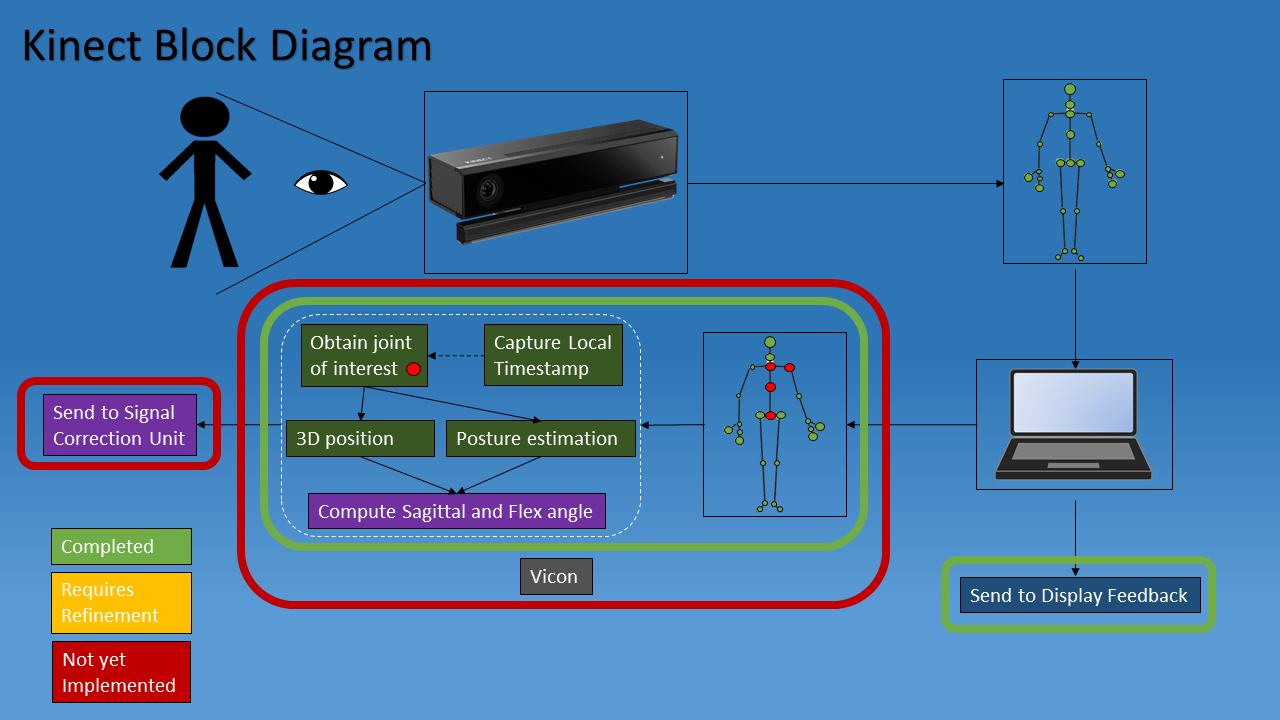 Kinect Block Diagram
KINECT
Obtain joint
of interest
Capture Local
Timestamp
Send to Signal
Correction Unit
3D position
Posture estimation
Compute Sagittal and Flex angle
Completed
Vicon
Requires
Refinement
Send to Display Feedback
Not yet
Implemented